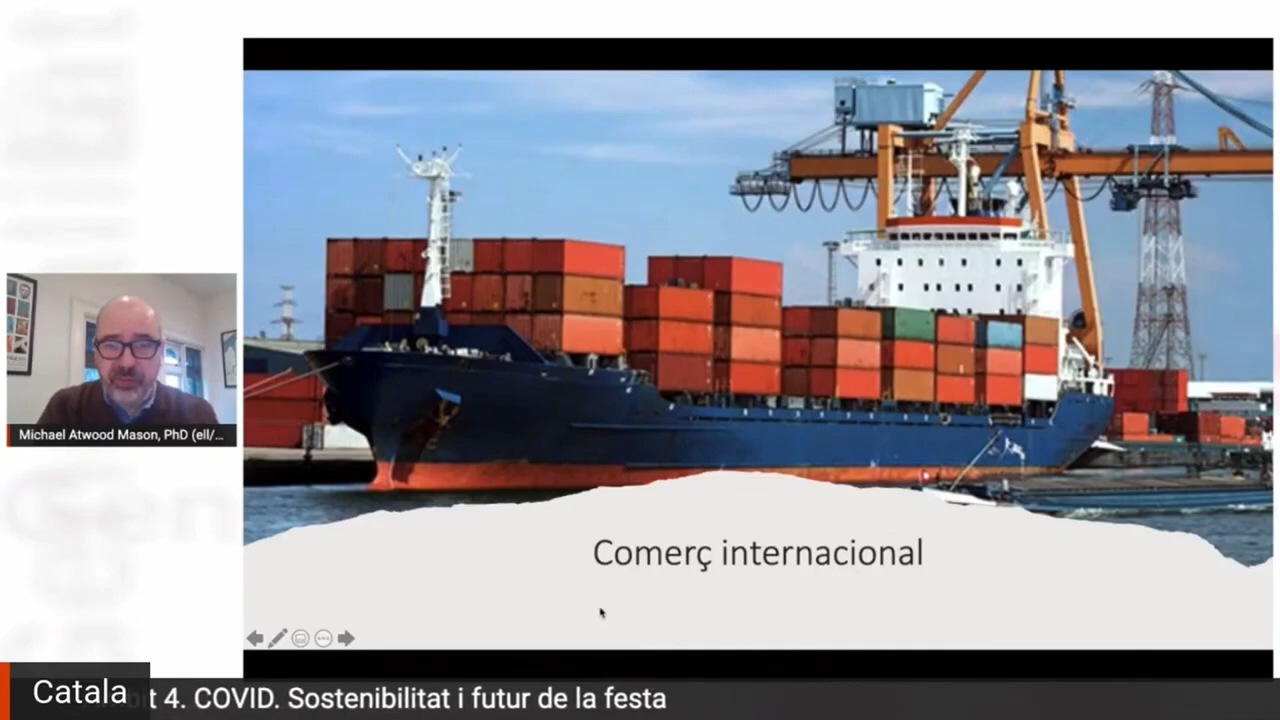 Comerç internacional
Michael Atwood Mason, PhD (ell/...
Catala
t 4. COVID. Sostenibilitat i futur de la festa